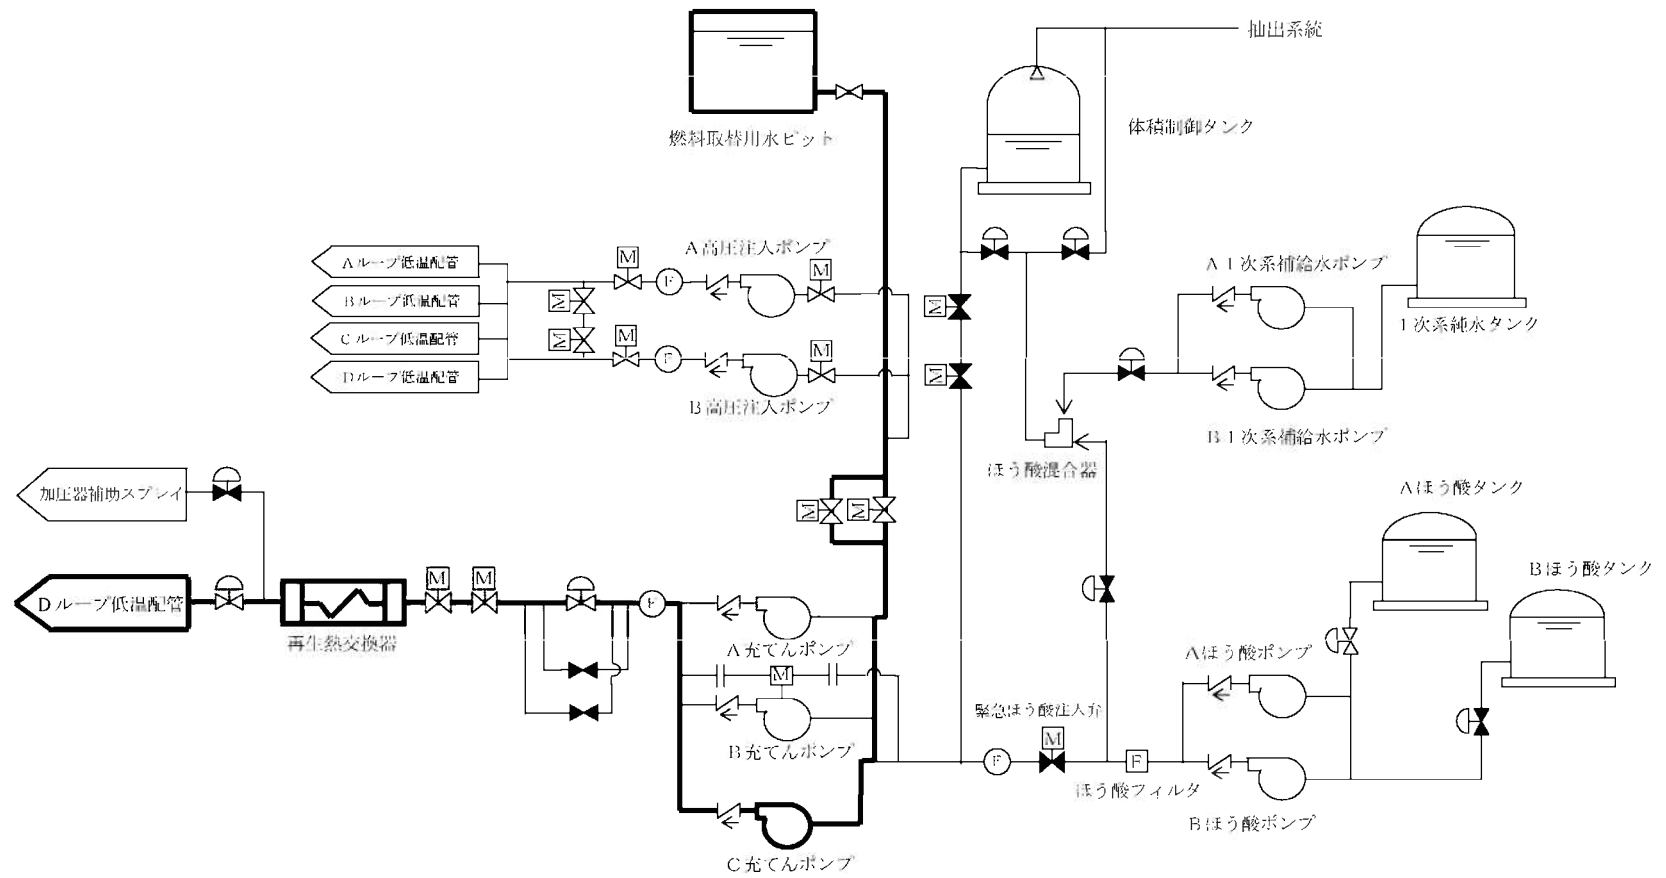 抽出系統
体積制御タンク
燃料取替用水ピット
A高圧注入ポンプ
M
M
Aループ低温配管
F
M
Bループ低温配管
M
Cループ低温配管
M
M
F
M
Dループ低温配管
B高圧注入ポンプ
M
M
A1次系補給水ポンプ
1次系純水タンク
B1次系補給水ポンプ
ほう酸混合器
加圧器補助スプレイ
M
M
Aほう酸タンク
Bほう酸タンク
M
M
Dループ低温配管
F
再生熱交換器
A充てんポンプ
M
B充てんポンプ
C充てんポンプ
緊急ほう酸注入弁
M
F
F
ほう酸フィルタ
Aほう酸ポンプ
Bほう酸ポンプ